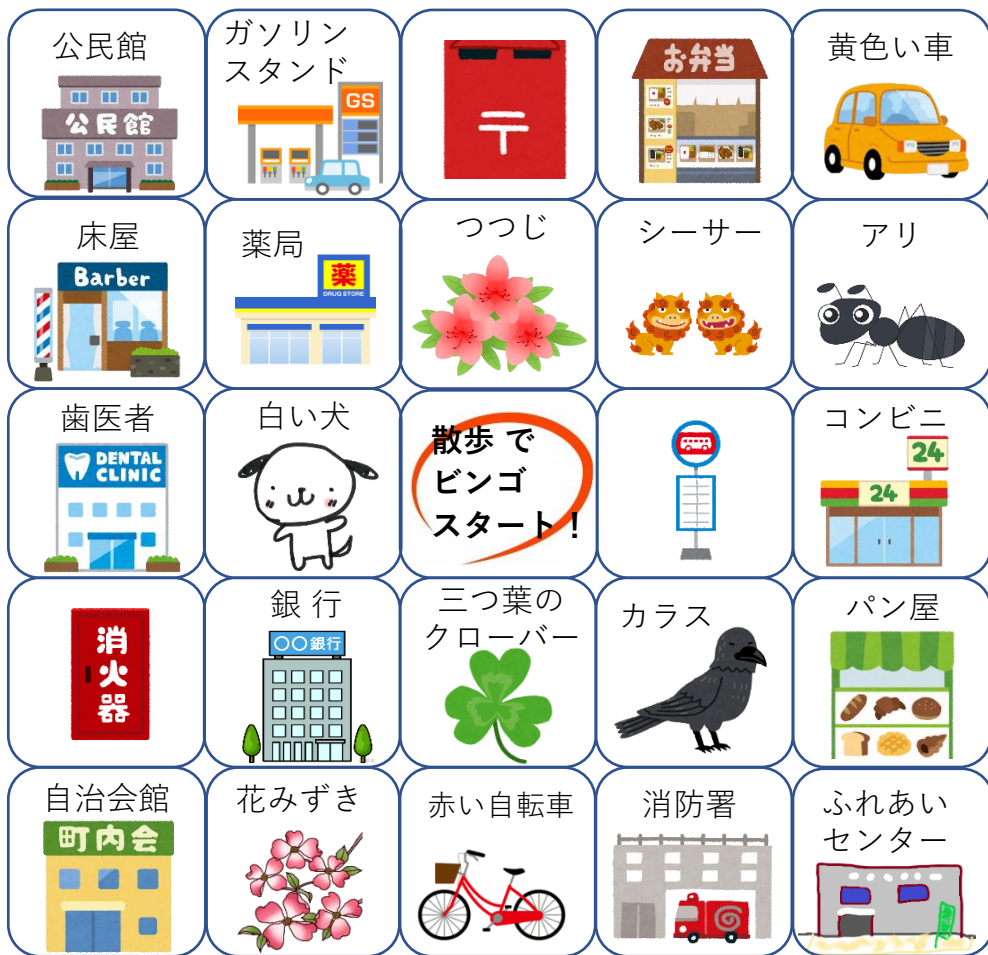 公民館
公民館
ガソリン
スタンド
GS
〒
お弁当
黄色い車
床屋
Barber
薬局
薬
DRUG STORE
つつじ
シーサー
アリ
歯医者
DENTAL
CLINIC
白い犬
散歩 で
ビンゴ
スタート！
コンビニ
24
24
消火器
銀 行
〇〇銀行
三つ葉の
クローバー
カラス
パン屋
自治会館
町内会
花みずき
赤い自転車
消防署
ふれあい
センター